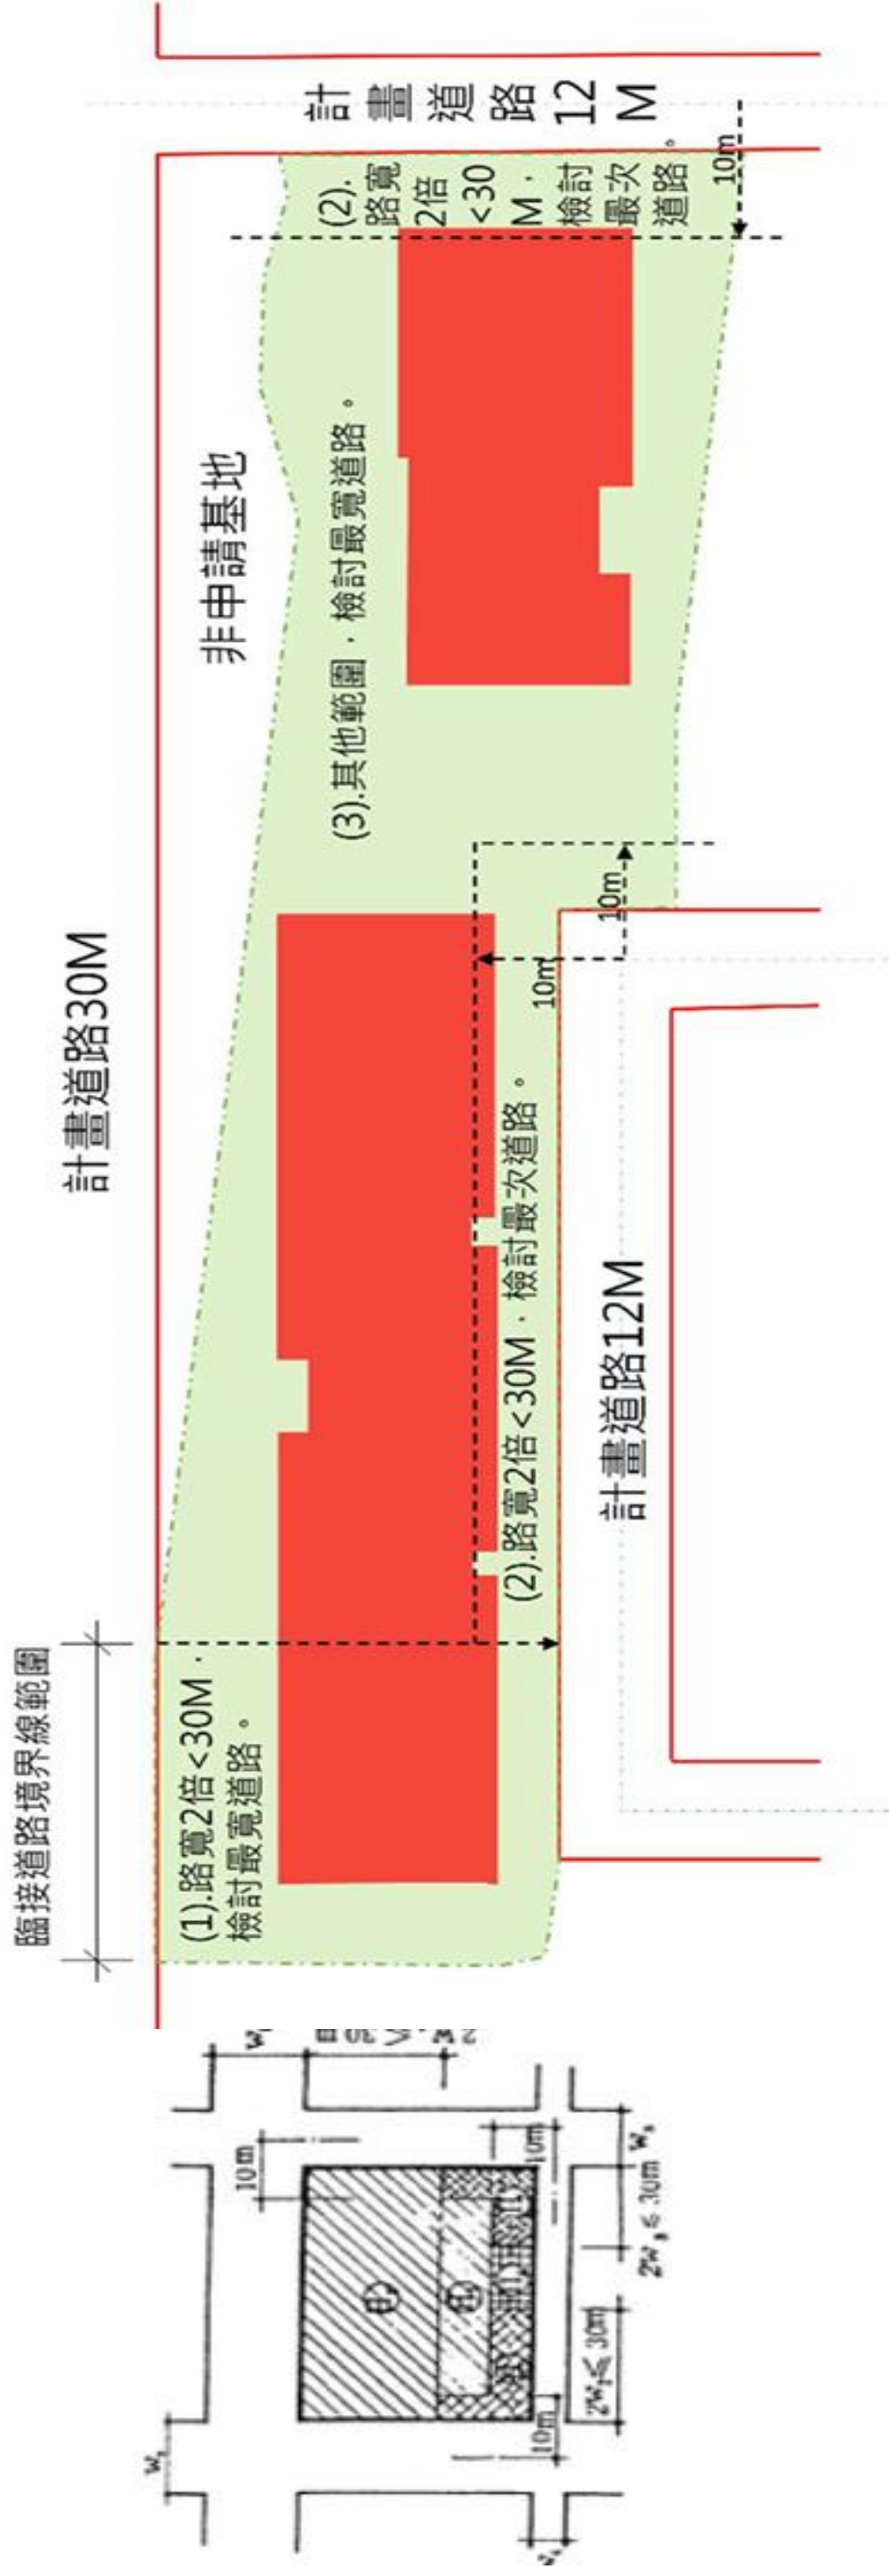 臨接道路境界線範圍
計畫道路30M
非申請基地
計畫道路12M
(1).路寬2倍<30M，
檢討最寬道路。
(2).路寬2倍<30M，檢討最次道路。
(3).其他範圍，檢討最寬道路。
(2).
路寬
2倍
<30
M，
檢討
最次
道路。
10m
10m
10m
計畫道路12M
10m
10m
10m
2W₃≤30m